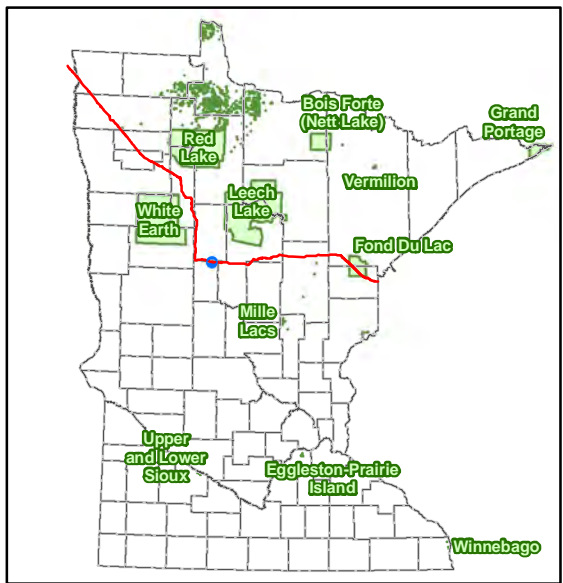 Bois Forte
(Nett Lake)
Grand
Portage
Red
Lake
Vermilion
Leech
Lake
White
Earth
Fond Du Lac
Mille
Lacs
Upper
and Lower
Sioux
Eggleston-Prairie
Island
Winnebago